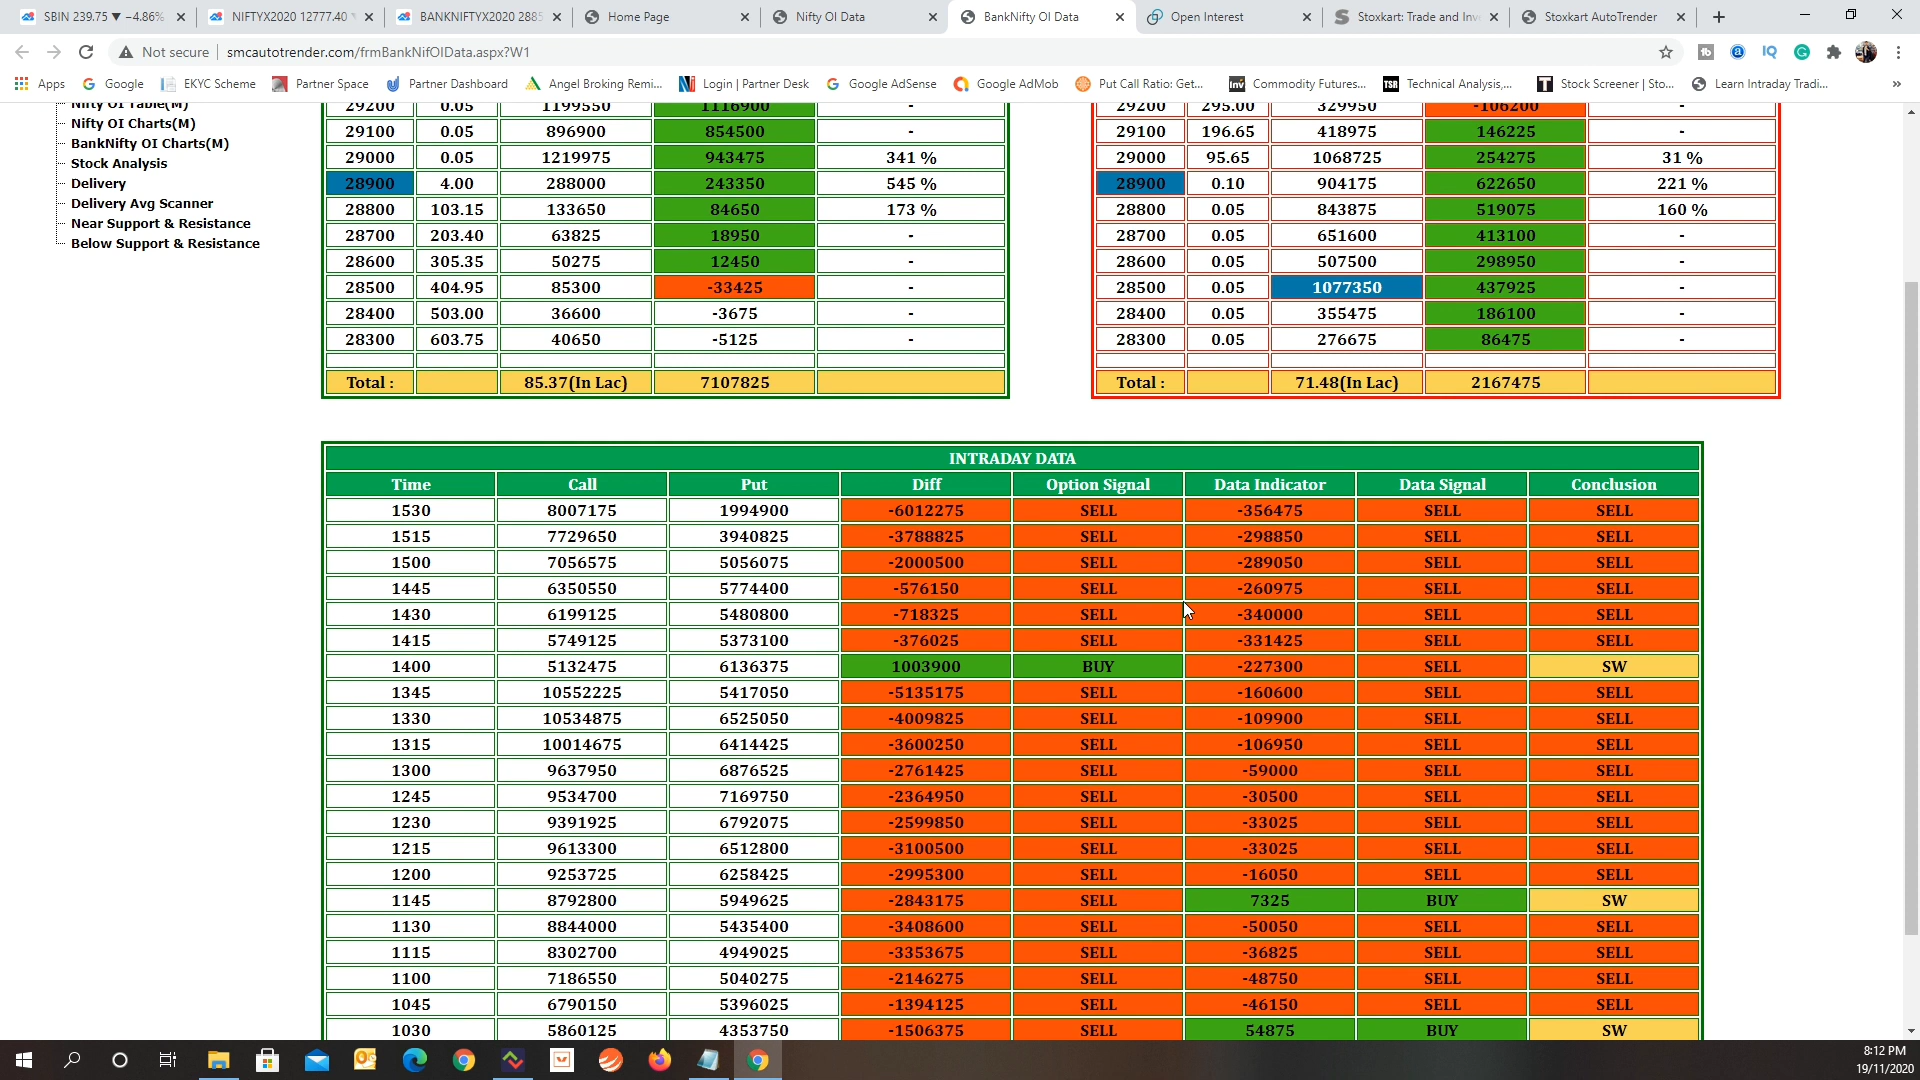 SBIN 239.75 ▼ −4.86% NIFTYX2020 12777.40 BANKNIFTYX2020 2885 Home Page Nifty OI Data BankNifty OI Data Open Interest Stoxkart: Trade and Inv Stoxkart AutoTrender
Not secure smcautotrender.com/frmBankNifOIData.aspx?W1
Apps Google EKYC Scheme Partner Space Partner Dashboard Angel Broking Remi... Login | Partner Desk Google AdSense Google AdMob Put Call Ratio: Get... Commodity Futures... Technical Analysis,... Stock Screener | Sto... Learn Intraday Tradi... »
Nifty OI Table(M)
Nifty OI Charts(M)
BankNifty OI Charts(M)
Stock Analysis
Delivery
Delivery Avg Scanner
Near Support & Resistance
Below Support & Resistance
29200 0.05 1199550 1116900 - 29200 295.00 329950 -106200 -
29100 0.05 896900 854500 - 29100 196.65 418975 146225 -
29000 0.05 1219975 943475 341 % 29000 95.65 1068725 254275 31 %
28900 4.00 288000 243350 545 % 28900 0.10 904175 622650 221 %
28800 103.15 133650 84650 173 % 28800 0.05 843875 519075 160 %
28700 203.40 63825 18950 - 28700 0.05 651600 413100 -
28600 305.35 50275 12450 - 28600 0.05 507500 298950 -
28500 404.95 85300 -33425 - 28500 0.05 1077350 437925 -
28400 503.00 36600 -3675 - 28400 0.05 355475 186100 -
28300 603.75 40650 -5125 - 28300 0.05 276675 86475 -
Total : 85.37(In Lac) 7107825 Total : 71.48(In Lac) 2167475
INTRADAY DATA
Time Call Put Diff Option Signal Data Indicator Data Signal Conclusion
1530 8007175 1994900 -6012275 SELL -356475 SELL SELL
1515 7729650 3940825 -3788825 SELL -298850 SELL SELL
1500 7056575 5056075 -2000500 SELL -289050 SELL SELL
1445 6350550 5774400 -576150 SELL -260975 SELL SELL
1430 6199125 5480800 -718325 SELL -340000 SELL SELL
1415 5749125 5373100 -376025 SELL -331425 SELL SELL
1400 5132475 6136375 1003900 BUY -227300 SELL SW
1345 10552225 5417050 -5135175 SELL -160600 SELL SELL
1330 10534875 6525050 -4009825 SELL -109900 SELL SELL
1315 10014675 6414425 -3600250 SELL -106950 SELL SELL
1300 9637950 6876525 -2761425 SELL -59000 SELL SELL
1245 9534700 7169750 -2364950 SELL -30500 SELL SELL
1230 9391925 6792075 -2599850 SELL -33025 SELL SELL
1215 9613300 6512800 -3100500 SELL -33025 SELL SELL
1200 9253725 6258425 -2995300 SELL -16050 SELL SELL
1145 8792800 5949625 -2843175 SELL 7325 BUY SW
1130 8844000 5435400 -3408600 SELL -50050 SELL SELL
1115 8302700 4949025 -3353675 SELL -36825 SELL SELL
1100 7186550 5040275 -2146275 SELL -48750 SELL SELL
1045 6790150 5396025 -1394125 SELL -46150 SELL SELL
1030 5860125 4353750 -1506375 SELL 54875 BUY SW
8:12 PM
19/11/2020